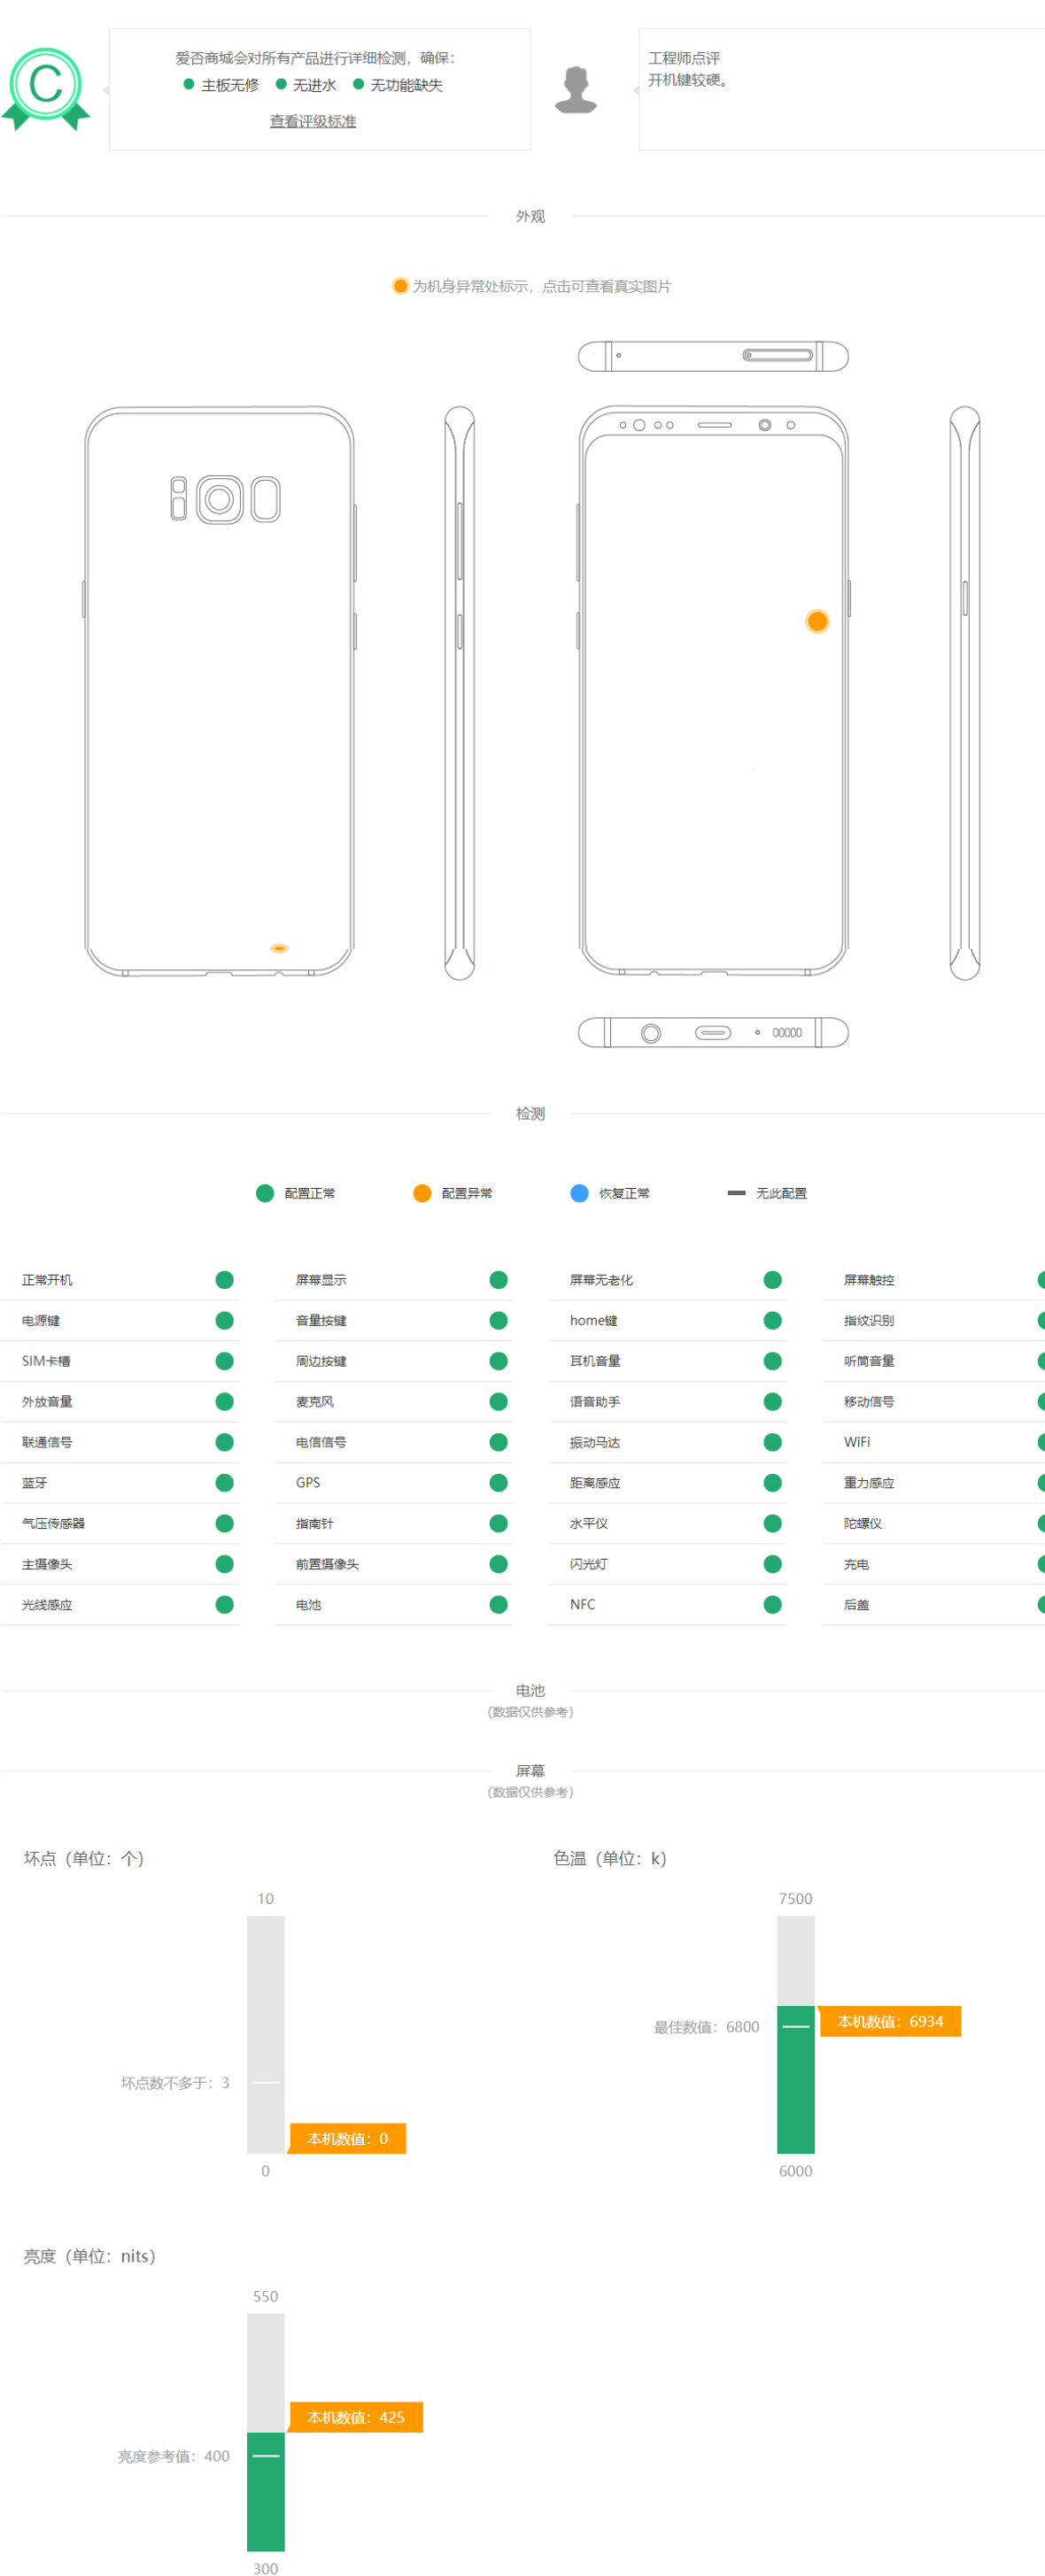 C
爱否商城会对所有产品进行详细检测，确保：
主板无修 无进水 无功能缺失
查看评级标准
工程师点评
开机键较硬。
外观
为机身异常处标示，点击可查看真实图片
检测
配置正常 配置异常 恢复正常 无此配置
正常开机 屏幕显示 屏幕无老化 屏幕触控
电源键 音量按键 home键 指纹识别
SIM卡槽 周边按键 耳机音量 听筒音量
外放音量 麦克风 语音助手 移动信号
联通信号 电信信号 振动马达 WiFi
蓝牙 GPS 距离感应 重力感应
气压传感器 指南针 水平仪 陀螺仪
主摄像头 前置摄像头 闪光灯 充电
光线感应 电池 NFC 后盖
电池
（数据仅供参考）
屏幕
（数据仅供参考）
坏点（单位：个）
10
坏点数不多于：3
本机数值：0
0
色温（单位：k）
7500
最佳数值：6800
本机数值：6934
6000
亮度（单位：nits）
550
本机数值：425
亮度参考值：400
300